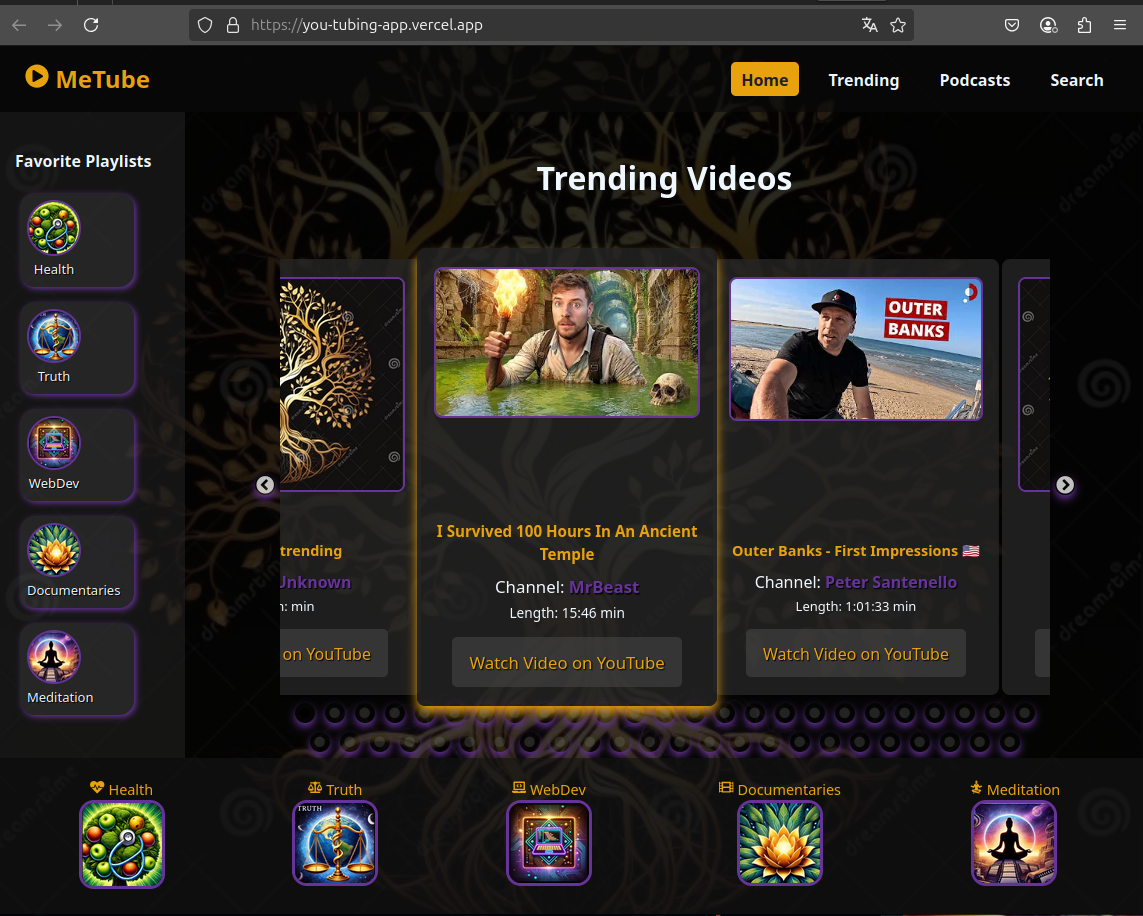 https://you-tubing-app.vercel.app
MeTube
Home
Trending
Podcasts
Search
Favorite Playlists
Health
Truth
WebDev
Documentaries
Meditation
Trending Videos
trending
Unknown
n: min
on YouTube
I Survived 100 Hours In An Ancient
Temple
Channel: MrBeast
Length: 15:46 min
Watch Video on YouTube
OUTER
BANKS
Outer Banks - First Impressions 🇺🇸
Channel: Peter Santenello
Length: 1:01:33 min
Watch Video on YouTube
Health
Truth
WebDev
Documentaries
Meditation
TRUTH
dreamstime